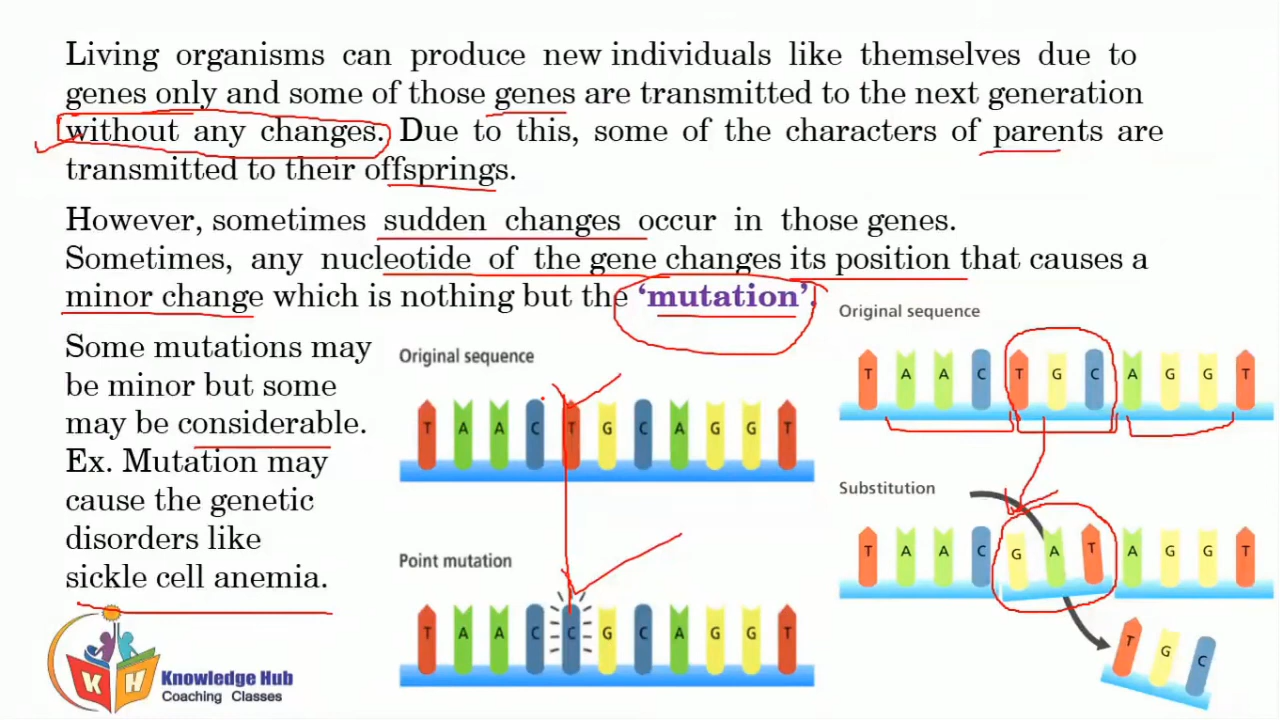 Living organisms can produce new individuals like themselves due to
genes only and some of those genes are transmitted to the next generation
without any changes. Due to this, some of the characters of parents are
transmitted to their offsprings.
However, sometimes sudden changes occur in those genes.
Sometimes, any nucleotide of the gene changes its position that causes a
minor change which is nothing but the ‘mutation’.
Some mutations may
be minor but some
may be considerable.
Ex. Mutation may
cause the genetic
disorders like
sickle cell anemia.
Original sequence
T A A C T G C A G G T
Point mutation
T A A C C G C A G G T
Original sequence
T A A C T G C A G G T
Substitution
T A A C G A T A G G T
T G C
K H
Knowledge Hub
Coaching Classes